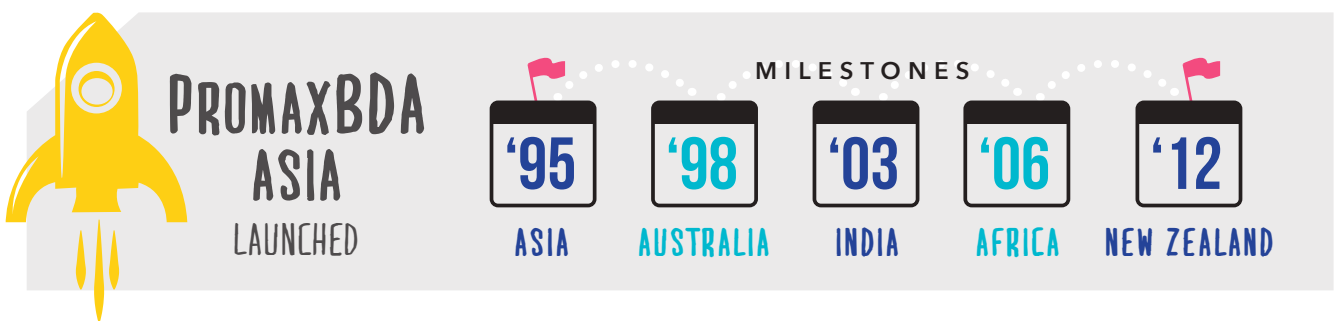 PROMAXBDA
ASIA
LAUNCHED
MILESTONES
‘95 ‘98 ‘03 ‘06 ‘12
ASIA AUSTRALIA INDIA AFRICA NEW ZEALAND